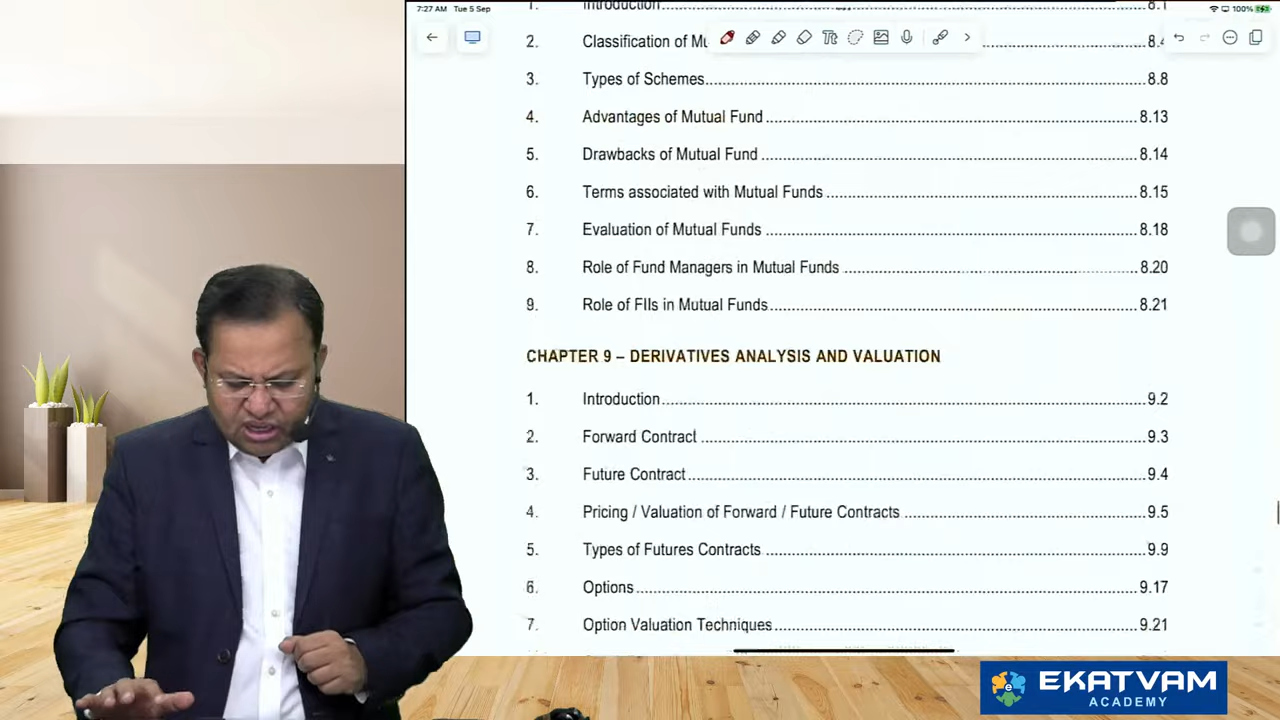 7:27 AM Tue 5 Sep
100%
1. Introduction 8.1
2. Classification of Mu 8.4
3. Types of Schemes 8.8
4. Advantages of Mutual Fund 8.13
5. Drawbacks of Mutual Fund 8.14
6. Terms associated with Mutual Funds 8.15
7. Evaluation of Mutual Funds 8.18
8. Role of Fund Managers in Mutual Funds 8.20
9. Role of FIIs in Mutual Funds 8.21
CHAPTER 9 – DERIVATIVES ANALYSIS AND VALUATION
1. Introduction 9.2
2. Forward Contract 9.3
3. Future Contract 9.4
4. Pricing / Valuation of Forward / Future Contracts 9.5
5. Types of Futures Contracts 9.9
6. Options 9.17
7. Option Valuation Techniques 9.21
EKATVAM
ACADEMY